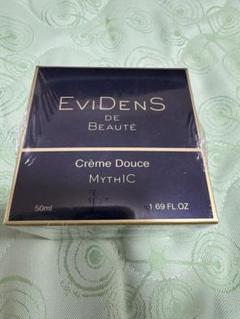 EviDenS
DE
BEAUTÉ
Crème Douce
MYTHIC
50ml 1.69 FL.OZ